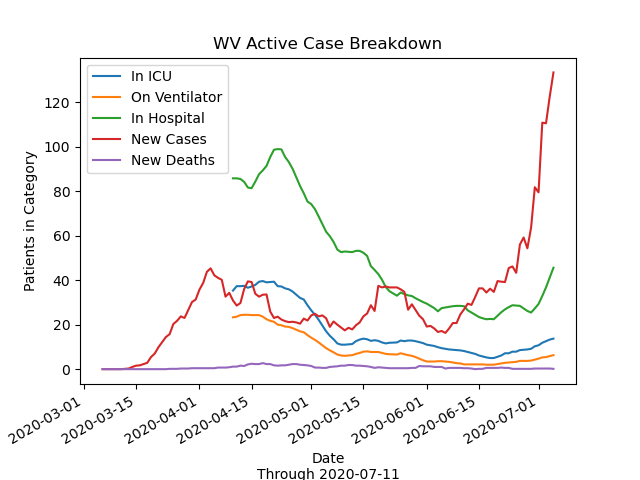 WV Active Case Breakdown
In ICU
On Ventilator
In Hospital
New Cases
New Deaths
Patients in Category
120
100
80
60
40
20
0
2020-03-01
2020-03-15
2020-04-01
2020-04-15
2020-05-01
2020-05-15
2020-06-01
2020-06-15
2020-07-01
Date
Through 2020-07-11